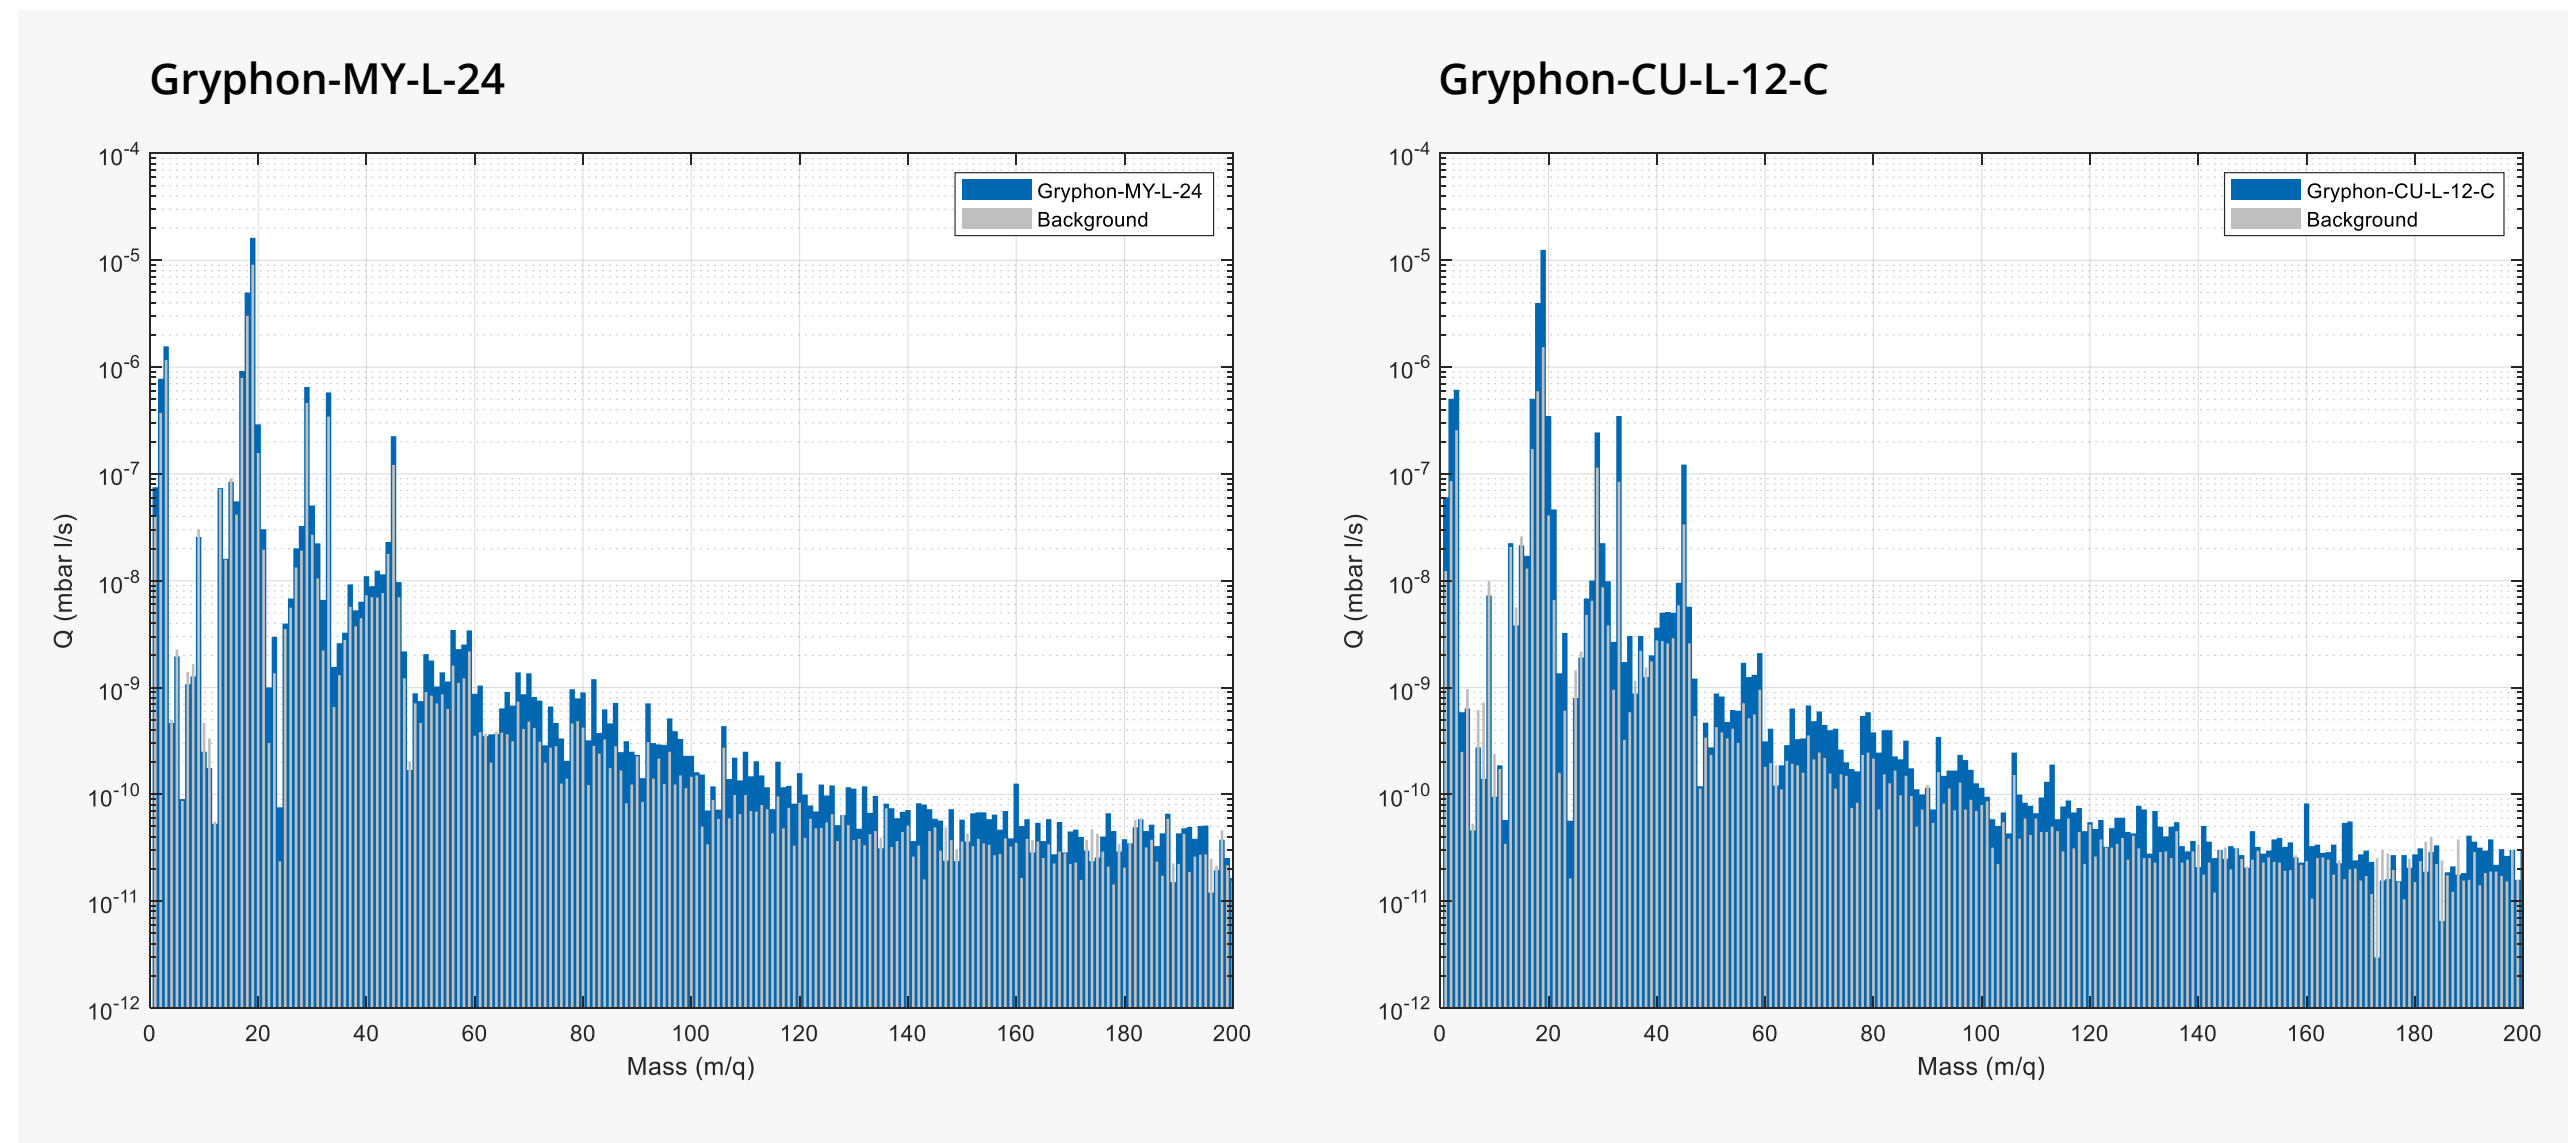 Gryphon-MY-L-24
10-4
10-5
10-6
10-7
10-8
10-9
10-10
10-11
10-12
Q (mbar l/s)
Gryphon-MY-L-24
Background
0 20 40 60 80 100 120 140 160 180 200
Mass (m/q)
Gryphon-CU-L-12-C
10-4
10-5
10-6
10-7
10-8
10-9
10-10
10-11
10-12
Q (mbar l/s)
Gryphon-CU-L-12-C
Background
0 20 40 60 80 100 120 140 160 180 200
Mass (m/q)